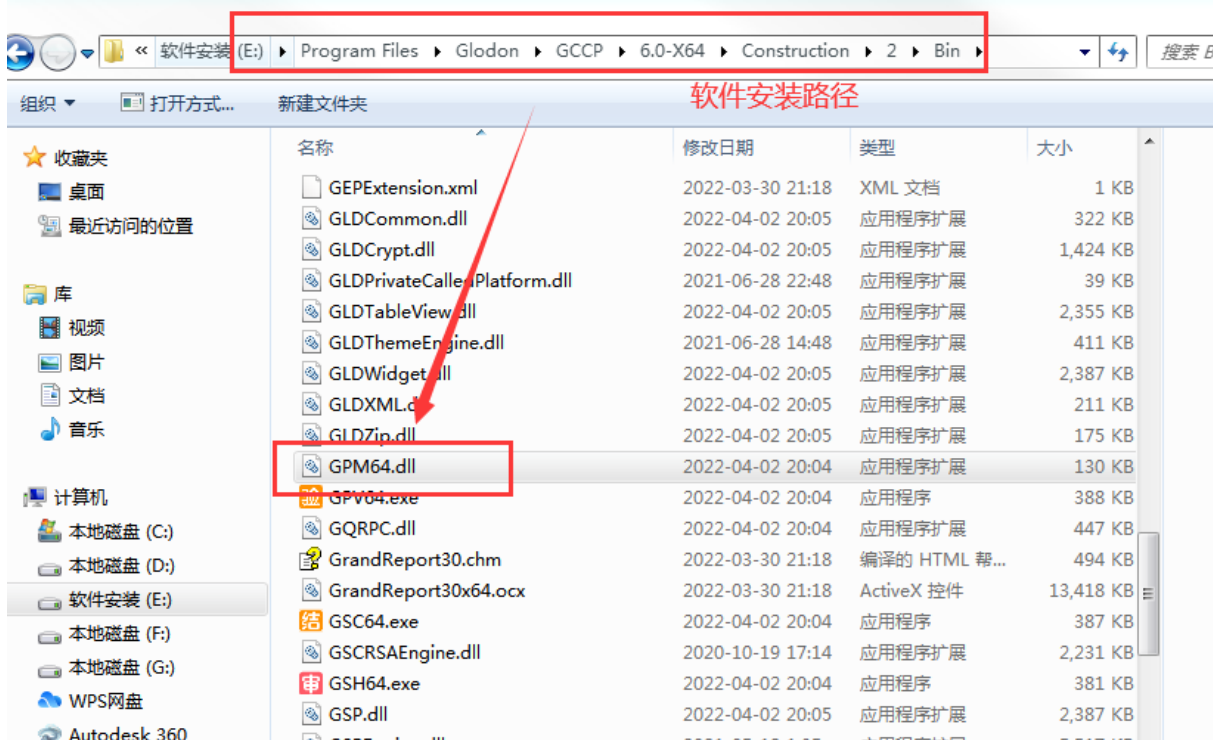 « 软件安装 (E:) ▸ Program Files ▸ Glodon ▸ GCCP ▸ 6.0-X64 ▸ Construction ▸ 2 ▸ Bin ▸ 搜索
组织 打开方式... 新建文件夹
软件安装路径
名称 修改日期 类型 大小
收藏夹
桌面
最近访问的位置
库
视频
图片
文档
音乐
计算机
本地磁盘 (C:)
本地磁盘 (D:)
软件安装 (E:)
本地磁盘 (F:)
本地磁盘 (G:)
WPS网盘
Autodesk 360
GEPExtension.xml 2022-03-30 21:18 XML 文档 1 KB
GLDCommon.dll 2022-04-02 20:05 应用程序扩展 322 KB
GLDCrypt.dll 2022-04-02 20:05 应用程序扩展 1,424 KB
GLDPrivateCalledPlatform.dll 2021-06-28 22:48 应用程序扩展 39 KB
GLDTableView.dll 2022-04-02 20:05 应用程序扩展 2,355 KB
GLDThemeEngine.dll 2021-06-28 14:48 应用程序扩展 411 KB
GLDWidget.dll 2022-04-02 20:05 应用程序扩展 2,387 KB
GLDXML.dll 2022-04-02 20:05 应用程序扩展 211 KB
GLDZip.dll 2022-04-02 20:05 应用程序扩展 175 KB
GPM64.dll 2022-04-02 20:04 应用程序扩展 130 KB
验 GPV64.exe 2022-04-02 20:04 应用程序 388 KB
GQRPC.dll 2022-04-02 20:04 应用程序扩展 447 KB
GrandReport30.chm 2022-03-30 21:18 编译的 HTML 帮... 494 KB
GrandReport30x64.ocx 2022-03-30 21:18 ActiveX 控件 13,418 KB
结 GSC64.exe 2022-04-02 20:04 应用程序 387 KB
GSCRSAEngine.dll 2020-10-19 17:14 应用程序扩展 2,231 KB
审 GSH64.exe 2022-04-02 20:04 应用程序 381 KB
GSP.dll 2022-04-02 20:05 应用程序扩展 2,387 KB